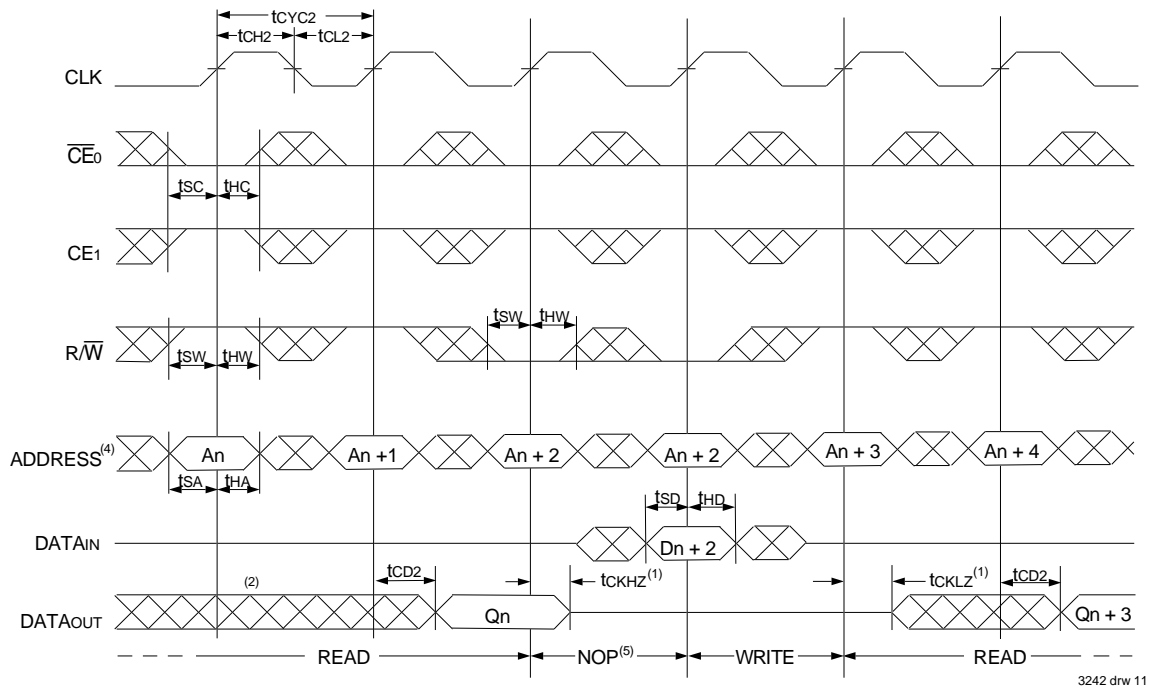 tCYC2
tCH2 tCL2
CLK
CE0
tSC tHC
CE1
tSW tHW
R/W
tSW tHW
ADDRESS(4) An An +1 An + 2 An + 2 An + 3 An + 4
tSA tHA
tSD tHD
DATAIN Dn + 2
(2) tCD2 tCKHZ(1) tCKLZ(1) tCD2
DATAOUT Qn Qn + 3
READ NOP(5) WRITE READ
3242 drw 11